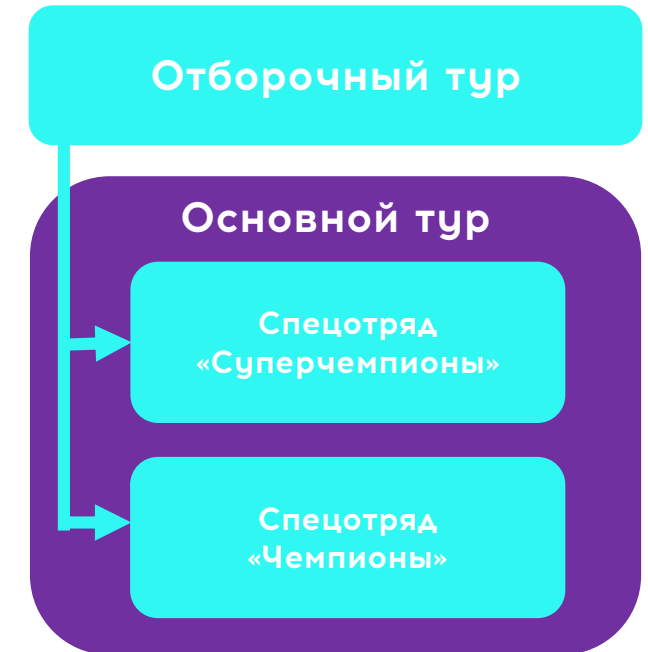 Отборочный тур
Основной тур
Спецотряд
«Суперчемпионы»
Спецотряд
«Чемпионы»